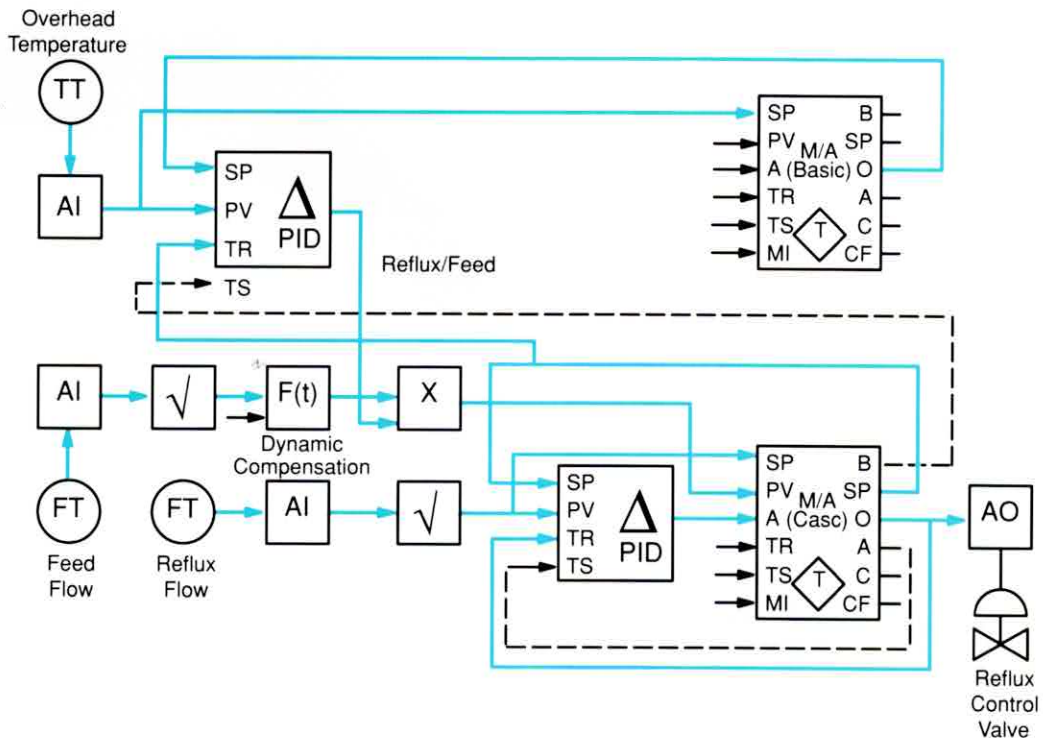 Overhead
Temperature
TT
AI
SP
PV
TR
TS
Δ
PID
Reflux/Feed
SP
PV
A
TR
TS
MI
M/A
(Basic)
T
B
SP
O
A
C
CF
AI
√
F(t)
X
Dynamic
Compensation
FT
Feed
Flow
FT
Reflux
Flow
AI
√
SP
PV
TR
TS
Δ
PID
SP
PV
A
TR
TS
MI
M/A
(Casc)
T
B
SP
O
A
C
CF
AO
Reflux
Control
Valve